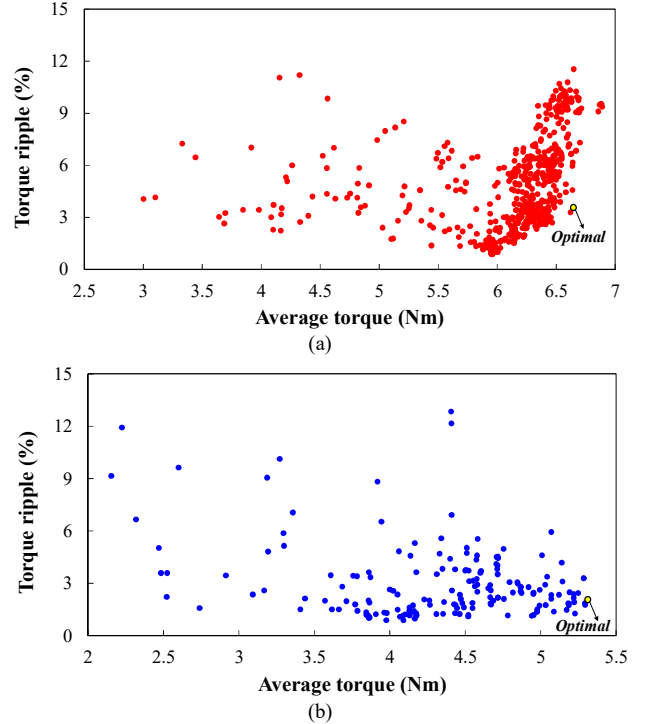 15
12
9
6
3
0
Torque ripple (%)
Optimal
2.5 3 3.5 4 4.5 5 5.5 6 6.5 7
Average torque (Nm)
(a)
15
12
9
6
3
0
Torque ripple (%)
Optimal
2 2.5 3 3.5 4 4.5 5 5.5
Average torque (Nm)
(b)